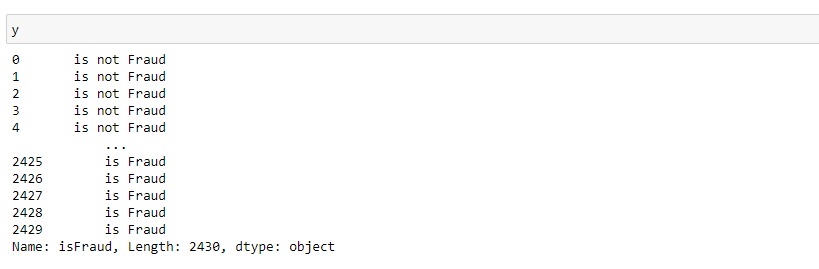 y
0 is not Fraud
1 is not Fraud
2 is not Fraud
3 is not Fraud
4 is not Fraud
...
2425 is Fraud
2426 is Fraud
2427 is Fraud
2428 is Fraud
2429 is Fraud
Name: isFraud, Length: 2430, dtype: object